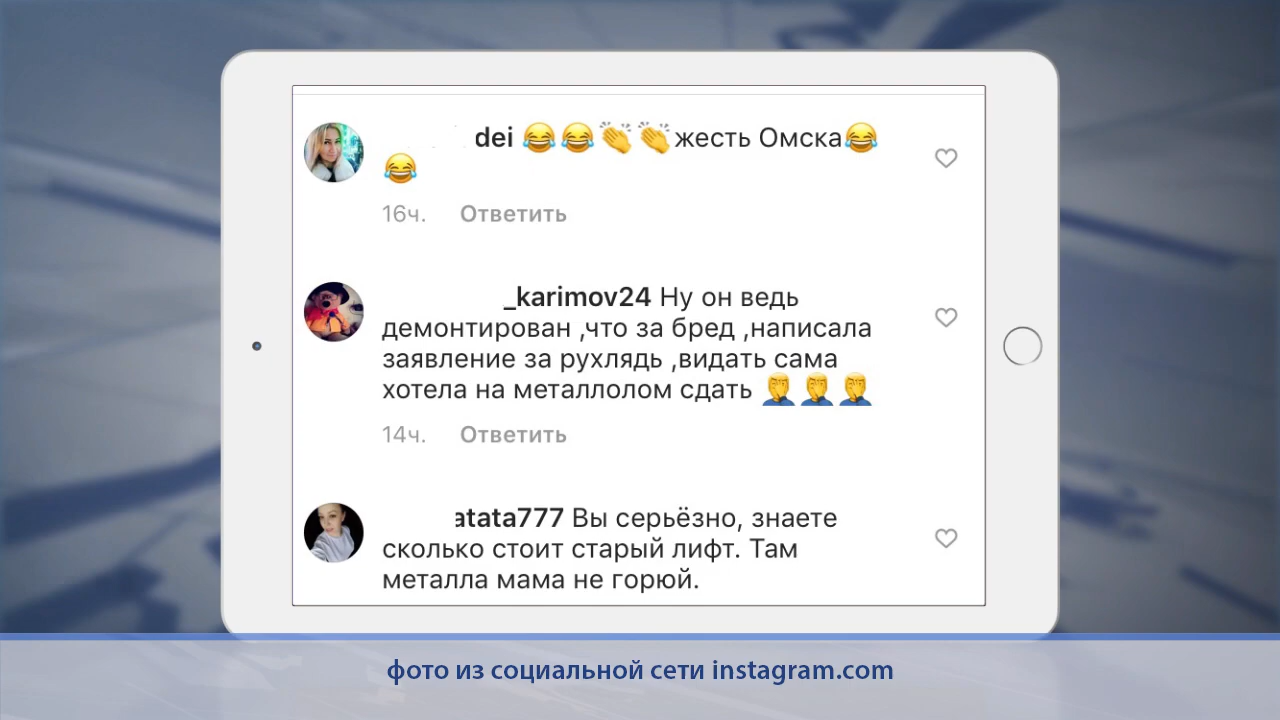 dei 😂😂👏👏жесть Омска😂
😂
16ч. Ответить
_karimov24 Ну он ведь
демонтирован ,что за бред ,написала
заявление за рухлядь ,видать сама
хотела на металлолом сдать 🤦‍♂️🤦‍♂️🤦‍♂️
14ч. Ответить
atata777 Вы серьёзно, знаете
сколько стоит старый лифт. Там
металла мама не горюй.
фото из социальной сети instagram.com